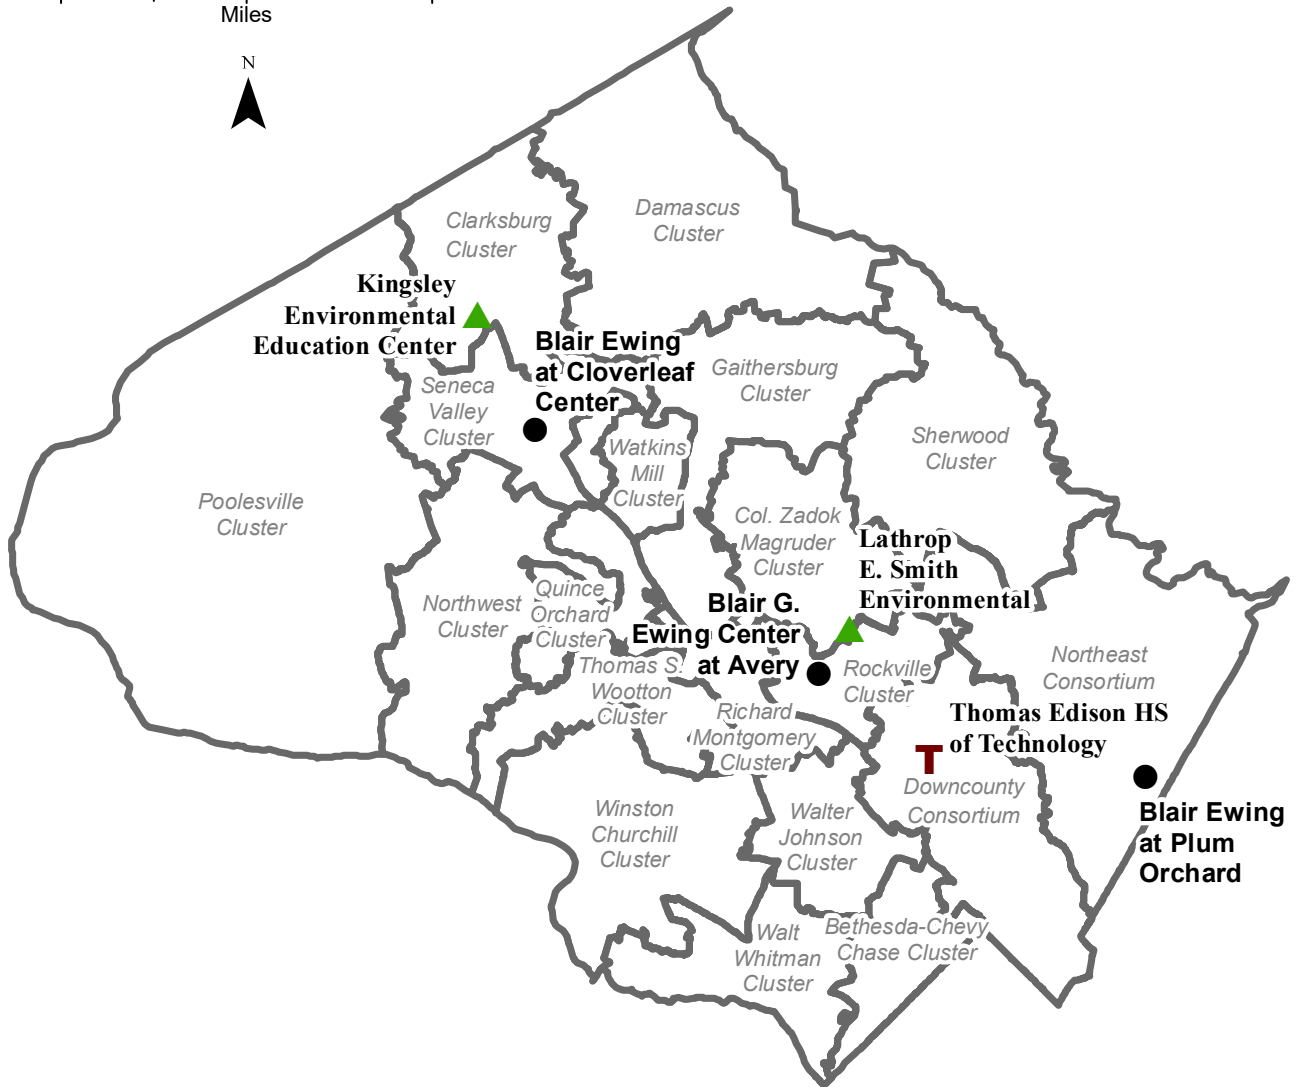 Miles
N
Clarksburg
Cluster
Damascus
Cluster
Kingsley
Environmental
Education Center
Blair Ewing
at Cloverleaf
Center
Gaithersburg
Cluster
Seneca
Valley
Cluster
Watkins
Mill
Cluster
Sherwood
Cluster
Poolesville
Cluster
Col. Zadok
Magruder
Cluster
Lathrop
E. Smith
Environmental
Quince
Orchard
Cluster
Northwest
Cluster
Blair G.
Ewing Center
at Avery
Thomas S.
Wootton
Cluster
Rockville
Cluster
Northeast
Consortium
Richard
Montgomery
Cluster
Thomas Edison HS
of Technology
T
Downcounty
Consortium
Winston
Churchill
Cluster
Walter
Johnson
Cluster
Blair Ewing
at Plum
Orchard
Walt
Whitman
Cluster
Bethesda-Chevy
Chase Cluster